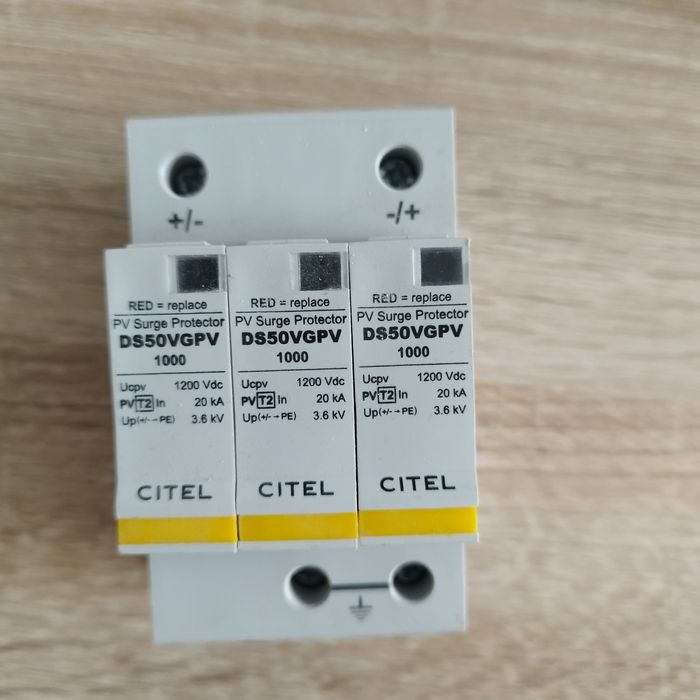 +/- -/+
RED = replace
PV Surge Protector
DS50VGPV
1000
Ucpv 1200 Vdc
PV T2 In 20 kA
Up(+/-→PE) 3.6 kV
CITEL
RED = replace
PV Surge Protector
DS50VGPV
1000
Ucpv 1200 Vdc
PV T2 In 20 kA
Up(+/-→PE) 3.6 kV
CITEL
RED = replace
PV Surge Protector
DS50VGPV
1000
Ucpv 1200 Vdc
PV T2 In 20 kA
Up(+/-→PE) 3.6 kV
CITEL